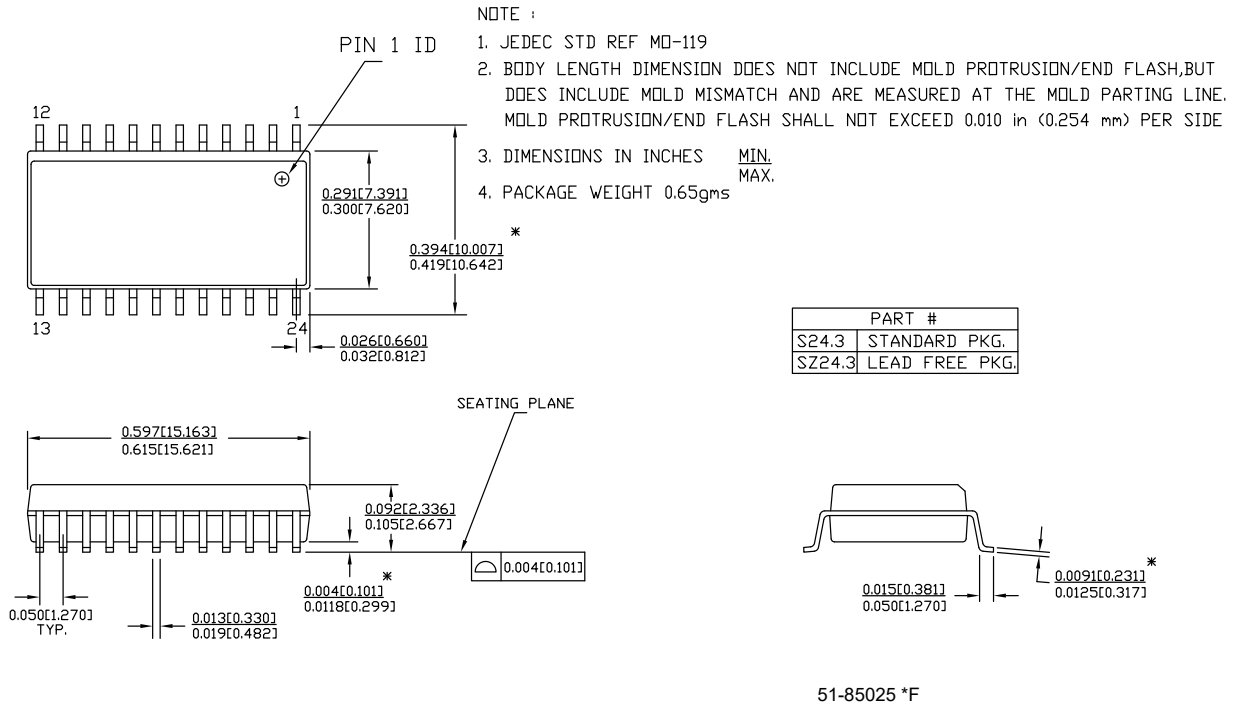 NOTE :
PIN 1 ID
1. JEDEC STD REF MO-119
2. BODY LENGTH DIMENSION DOES NOT INCLUDE MOLD PROTRUSION/END FLASH,BUT
DOES INCLUDE MOLD MISMATCH AND ARE MEASURED AT THE MOLD PARTING LINE.
MOLD PROTRUSION/END FLASH SHALL NOT EXCEED 0.010 in (0.254 mm) PER SIDE
3. DIMENSIONS IN INCHES MIN.
MAX.
4. PACKAGE WEIGHT 0.65gms
12 1
0.291[7.391]
0.300[7.620]
*
0.394[10.007]
0.419[10.642]
13 24
0.026[0.660]
0.032[0.812]
PART #
S24.3 STANDARD PKG.
SZ24.3 LEAD FREE PKG.
SEATING PLANE
0.597[15.163]
0.615[15.621]
0.092[2.336]
0.105[2.667]
0.004[0.101]
*
0.004[0.101]
0.0118[0.299]
0.050[1.270]
TYP.
0.013[0.330]
0.019[0.482]
0.015[0.381]
0.050[1.270]
*
0.0091[0.231]
0.0125[0.317]
51-85025 *F